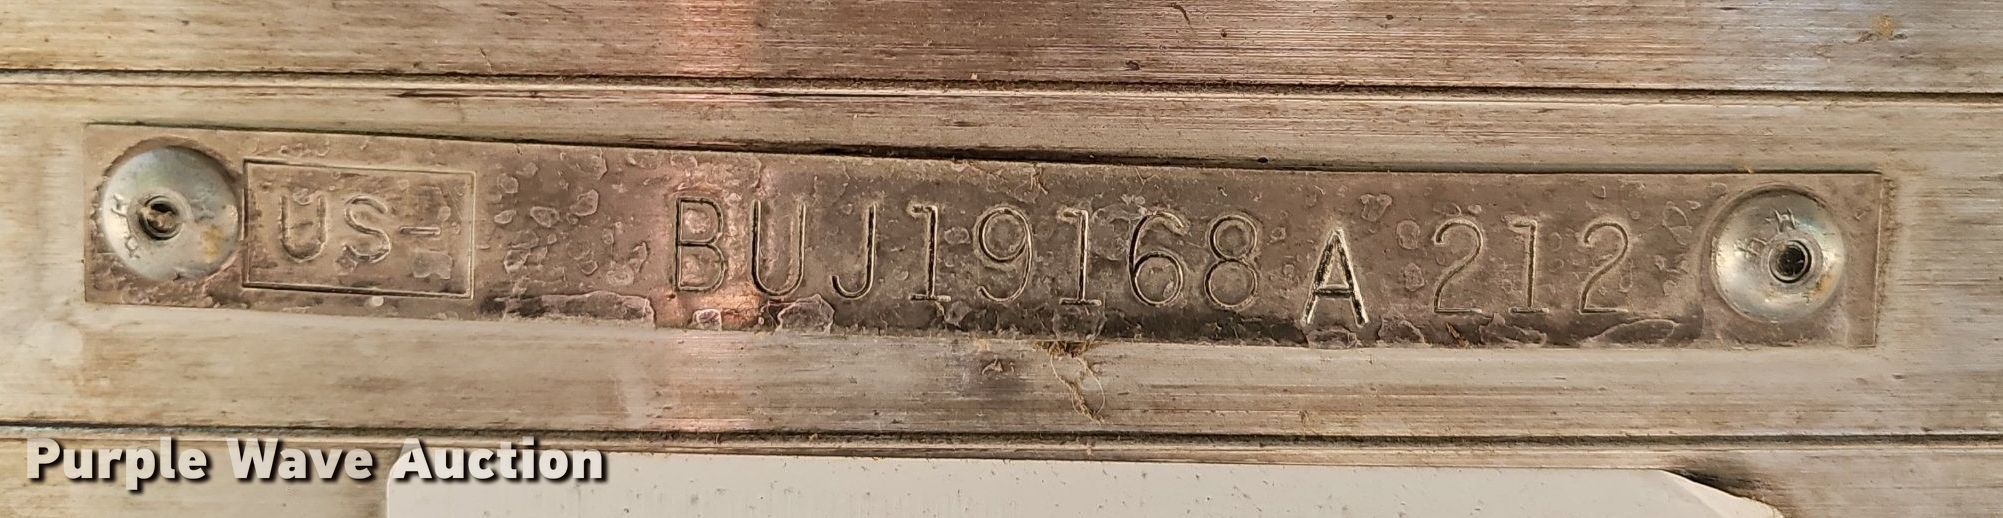 US- BUJ19168A212
Purple Wave Auction